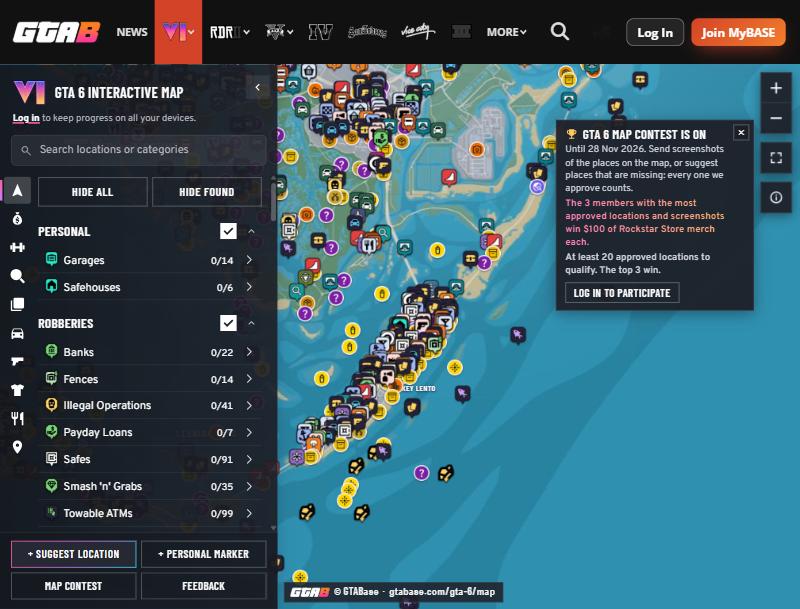 GTAB
NEWS
VI
RDR
V
IV
San Andreas
Vice City
III
MORE
Log In
Join MyBASE
VI
GTA 6 INTERACTIVE MAP
Log in to keep progress on all your devices.
Search locations or categories
HIDE ALL
HIDE FOUND
PERSONAL
Garages 0/14
Safehouses 0/6
ROBBERIES
Banks 0/22
Fences 0/14
Illegal Operations 0/41
Payday Loans 0/7
Safes 0/91
Smash 'n' Grabs 0/35
Towable ATMs 0/99
+ SUGGEST LOCATION
+ PERSONAL MARKER
MAP CONTEST
FEEDBACK
KEY LENTO
GTA 6 MAP CONTEST IS ON
Until 28 Nov 2026. Send screenshots
of the places on the map, or suggest
places that are missing: every one we
approve counts.
The 3 members with the most
approved locations and screenshots
win $100 of Rockstar Store merch
each.
At least 20 approved locations to
qualify. The top 3 win.
LOG IN TO PARTICIPATE
GTAB © GTABase - gtabase.com/gta-6/map